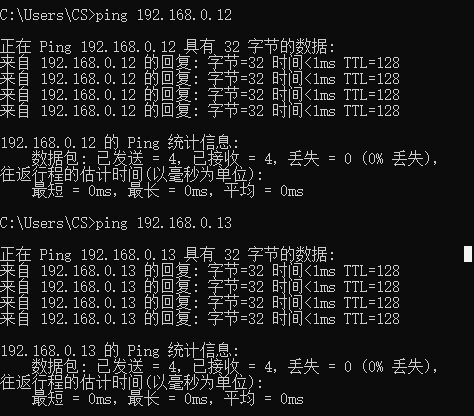 C:\Users\CS>ping 192.168.0.12
正在 Ping 192.168.0.12 具有 32 字节的数据:
来自 192.168.0.12 的回复: 字节=32 时间<1ms TTL=128
来自 192.168.0.12 的回复: 字节=32 时间<1ms TTL=128
来自 192.168.0.12 的回复: 字节=32 时间<1ms TTL=128
来自 192.168.0.12 的回复: 字节=32 时间<1ms TTL=128
192.168.0.12 的 Ping 统计信息:
数据包: 已发送 = 4，已接收 = 4，丢失 = 0 (0% 丢失)，
往返行程的估计时间(以毫秒为单位):
最短 = 0ms，最长 = 0ms，平均 = 0ms
C:\Users\CS>ping 192.168.0.13
正在 Ping 192.168.0.13 具有 32 字节的数据:
来自 192.168.0.13 的回复: 字节=32 时间<1ms TTL=128
来自 192.168.0.13 的回复: 字节=32 时间<1ms TTL=128
来自 192.168.0.13 的回复: 字节=32 时间<1ms TTL=128
来自 192.168.0.13 的回复: 字节=32 时间<1ms TTL=128
192.168.0.13 的 Ping 统计信息:
数据包: 已发送 = 4，已接收 = 4，丢失 = 0 (0% 丢失)，
往返行程的估计时间(以毫秒为单位):
最短 = 0ms，最长 = 0ms，平均 = 0ms